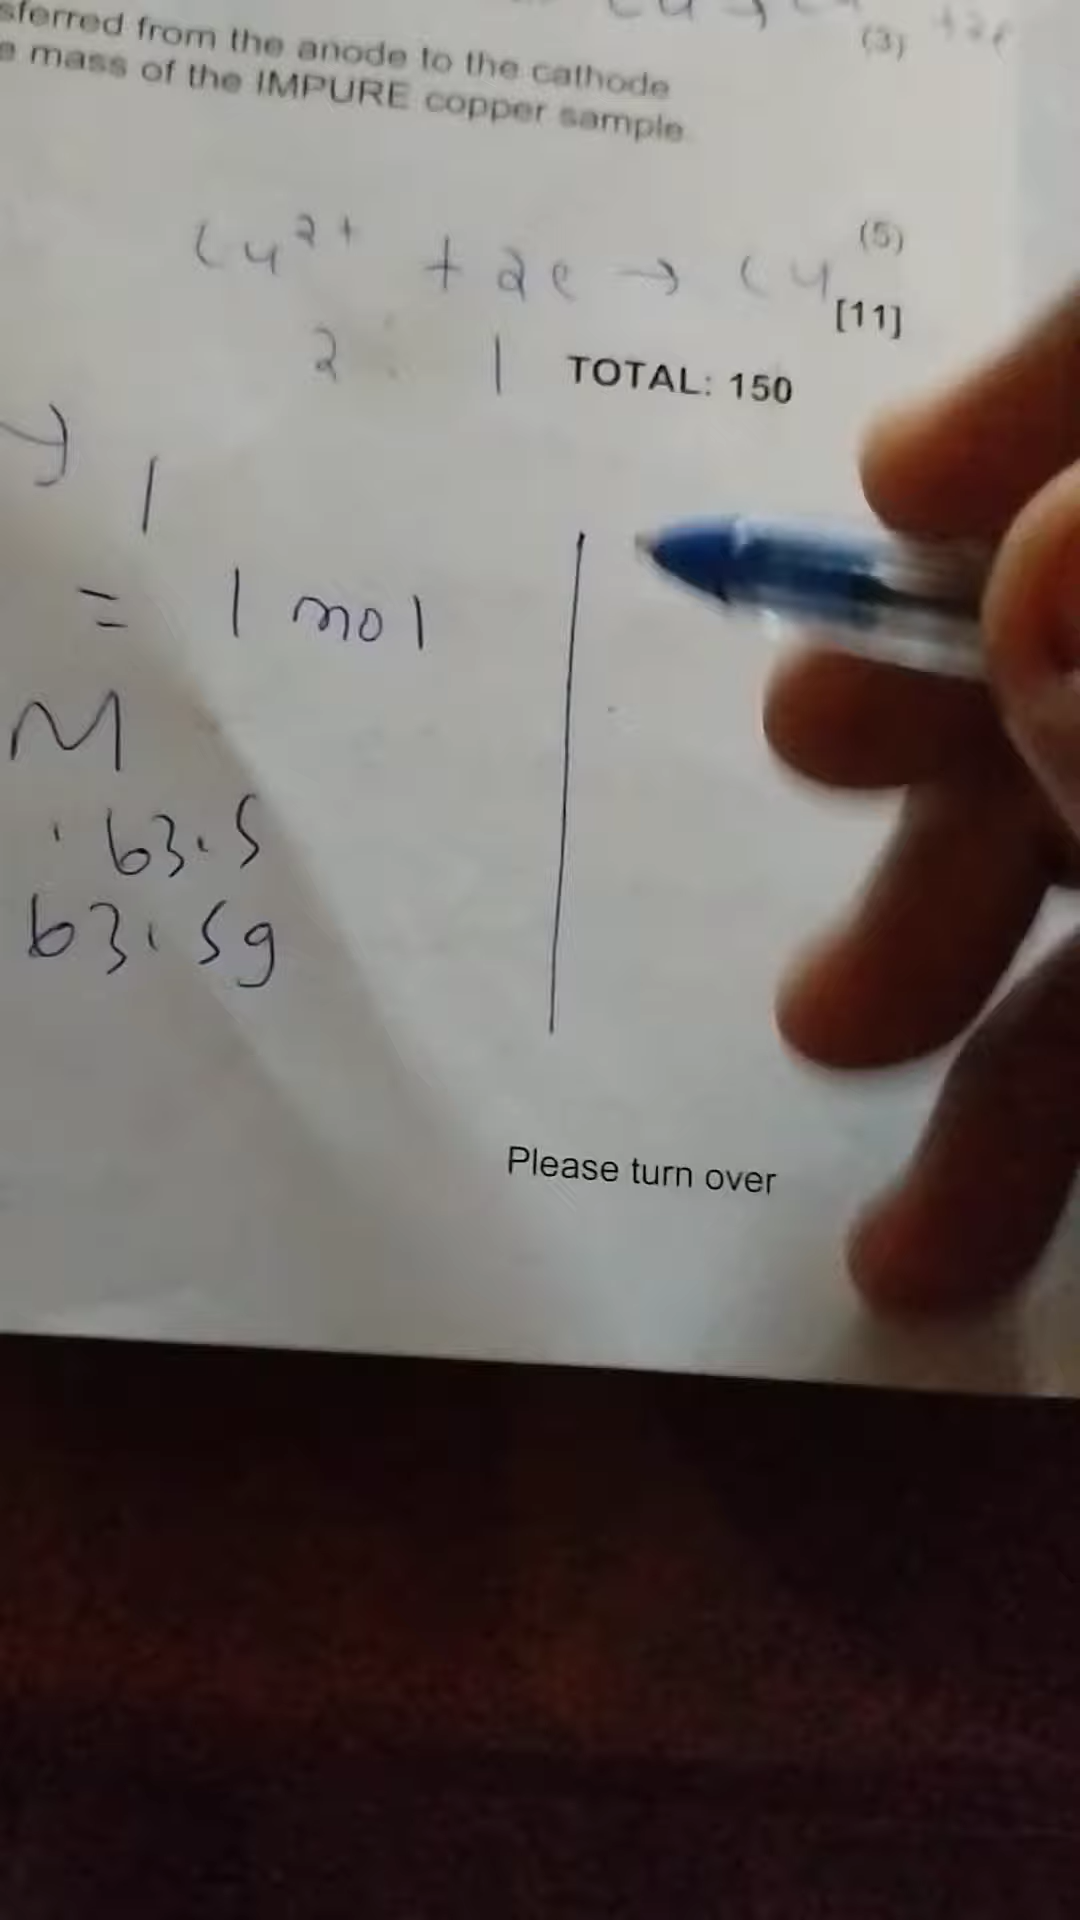 (3) +2e
sferred from the anode to the cathode
e mass of the IMPURE copper sample.
(5)
Cu²⁺ + 2e → Cu
[11]
2 : 1
TOTAL: 150
→ 1
= 1 mol
M
63.5
63.5g
Please turn over